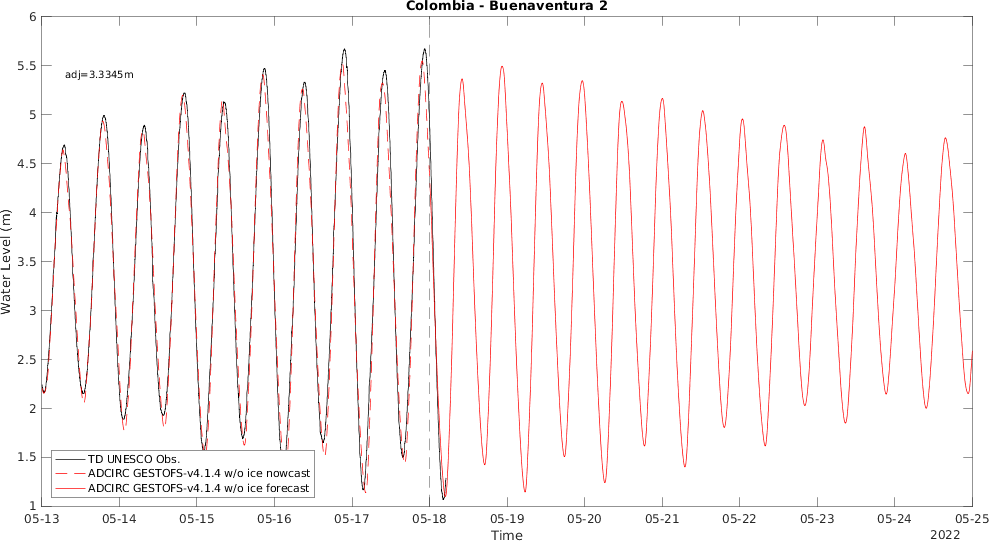 Colombia - Buenaventura 2
6
5.5
5
4.5
4
3.5
3
2.5
2
1.5
1
Water Level (m)
adj=3.3345m
TD UNESCO Obs.
ADCIRC GESTOFS-v4.1.4 w/o ice nowcast
ADCIRC GESTOFS-v4.1.4 w/o ice forecast
05-13 05-14 05-15 05-16 05-17 05-18 05-19 05-20 05-21 05-22 05-23 05-24 05-25
Time
2022